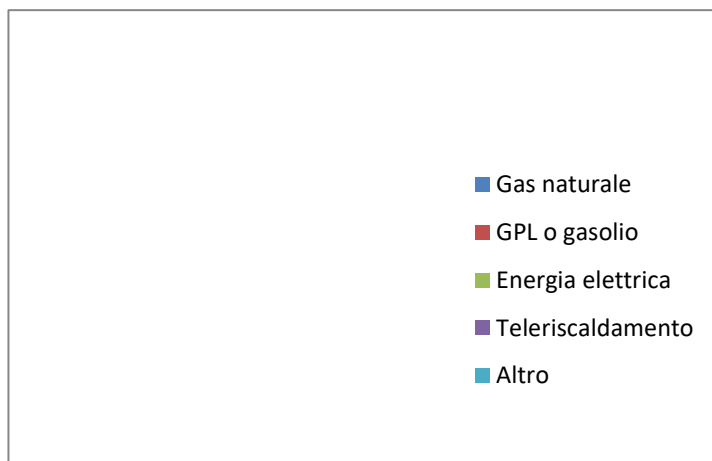 Gas naturale
GPL o gasolio
Energia elettrica
Teleriscaldamento
Altro